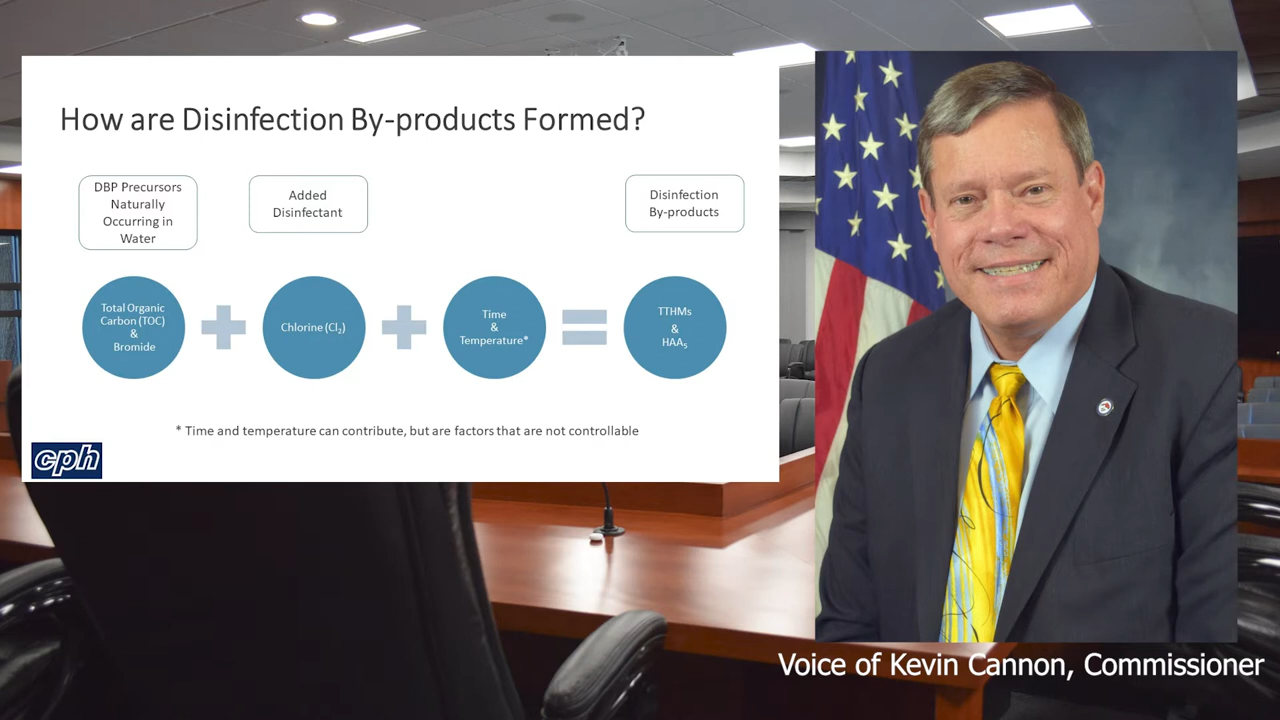 How are Disinfection By-products Formed?
DBP Precursors
Naturally
Occurring in
Water
Added
Disinfectant
Disinfection
By-products
Total Organic
Carbon (TOC)
&
Bromide
Chlorine (Cl₂)
Time
&
Temperature*
TTHMs
&
HAA₅
* Time and temperature can contribute, but are factors that are not controllable
cph
Voice of Kevin Cannon, Commissioner